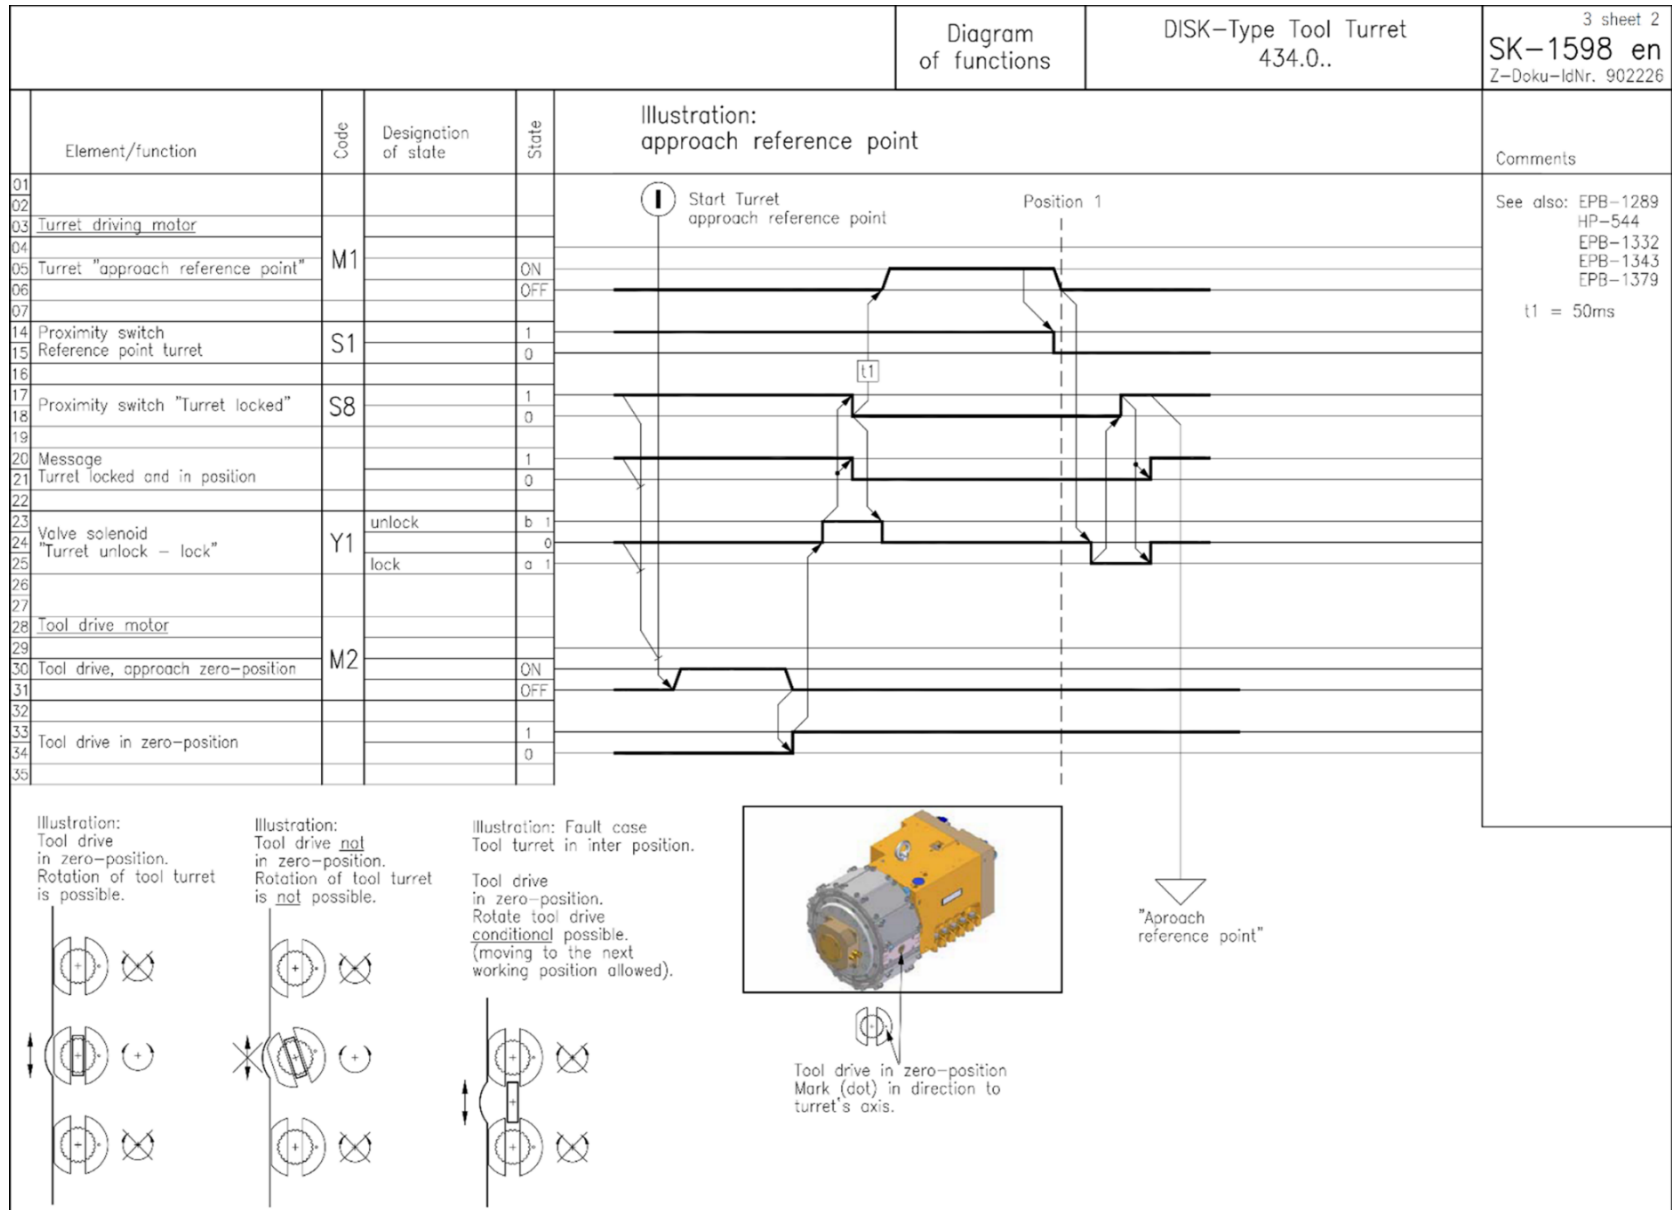 Diagram
of functions
DISK-Type Tool Turret
434.0..
3 sheet 2
SK-1598 en
Z-Doku-IdNr. 902226
Element/function
Code
Designation
of state
State
Illustration:
approach reference point
Comments
01
02
03 Turret driving motor
04
05 Turret "approach reference point"
06
07
M1
ON
OFF
14 Proximity switch
15 Reference point turret
16
S1
1
0
17
Proximity switch "Turret locked"
18
19
S8
1
0
20 Message
21 Turret locked and in position
22
1
0
23
Valve solenoid
24
"Turret unlock - lock"
25
26
27
Y1
unlock
b 1
0
lock
a 1
28 Tool drive motor
29
30 Tool drive, approach zero-position
31
32
M2
ON
OFF
33
Tool drive in zero-position
34
35
1
0
I
Start Turret
approach reference point
Position 1
t1
See also: EPB-1289
HP-544
EPB-1332
EPB-1343
EPB-1379
t1 = 50ms
Illustration:
Tool drive
in zero-position.
Rotation of tool turret
is possible.
Illustration:
Tool drive not
in zero-position.
Rotation of tool turret
is not possible.
Illustration: Fault case
Tool turret in inter position.
Tool drive
in zero-position.
Rotate tool drive
conditional possible.
(moving to the next
working position allowed).
Tool drive in zero-position
Mark (dot) in direction to
turret's axis.
"Aproach
reference point"